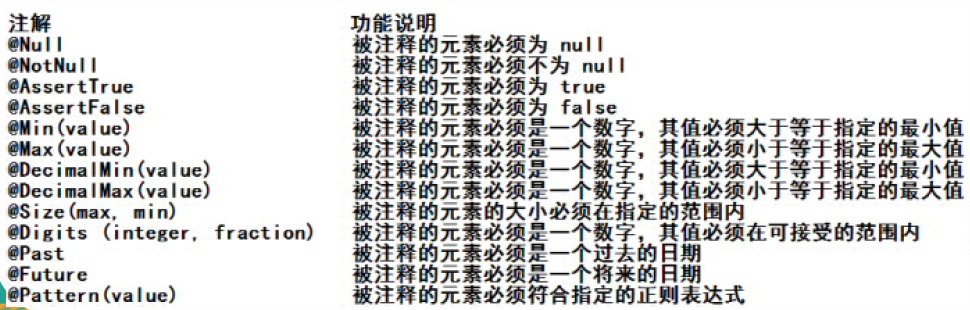 注解 功能说明
@Null 被注释的元素必须为 null
@NotNull 被注释的元素必须不为 null
@AssertTrue 被注释的元素必须为 true
@AssertFalse 被注释的元素必须为 false
@Min(value) 被注释的元素必须是一个数字，其值必须大于等于指定的最小值
@Max(value) 被注释的元素必须是一个数字，其值必须小于等于指定的最大值
@DecimalMin(value) 被注释的元素必须是一个数字，其值必须大于等于指定的最小值
@DecimalMax(value) 被注释的元素必须是一个数字，其值必须小于等于指定的最大值
@Size(max, min) 被注释的元素的大小必须在指定的范围内
@Digits (integer, fraction) 被注释的元素必须是一个数字，其值必须在可接受的范围内
@Past 被注释的元素必须是一个过去的日期
@Future 被注释的元素必须是一个将来的日期
@Pattern(value) 被注释的元素必须符合指定的正则表达式